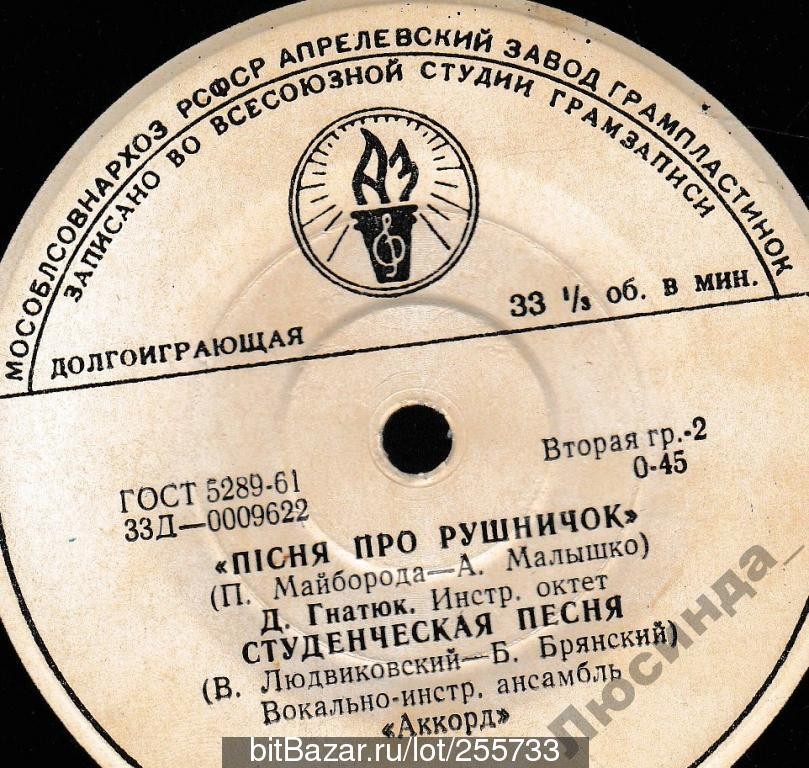 МОСОБЛСОВНАРХОЗ РСФСР АПРЕЛЕВСКИЙ ЗАВОД ГРАМПЛАСТИНОК
ЗАПИСАНО ВО ВСЕСОЮЗНОЙ СТУДИИ ГРАМЗАПИСИ
АЗ
ДОЛГОИГРАЮЩАЯ
33 1/3 об. в мин.
ГОСТ 5289-61
Вторая гр.-2
33Д—0009622
0-45
«ПІСНЯ ПРО РУШНИЧОК»
(П. Майборода—А. Малышко)
Д. Гнатюк. Инстр. октет
СТУДЕНЧЕСКАЯ ПЕСНЯ
(В. Людвиковский—Б. Брянский)
Вокально-инстр. ансамбль
«Аккорд»
Люсинда_
bitBazar.ru/lot/255733